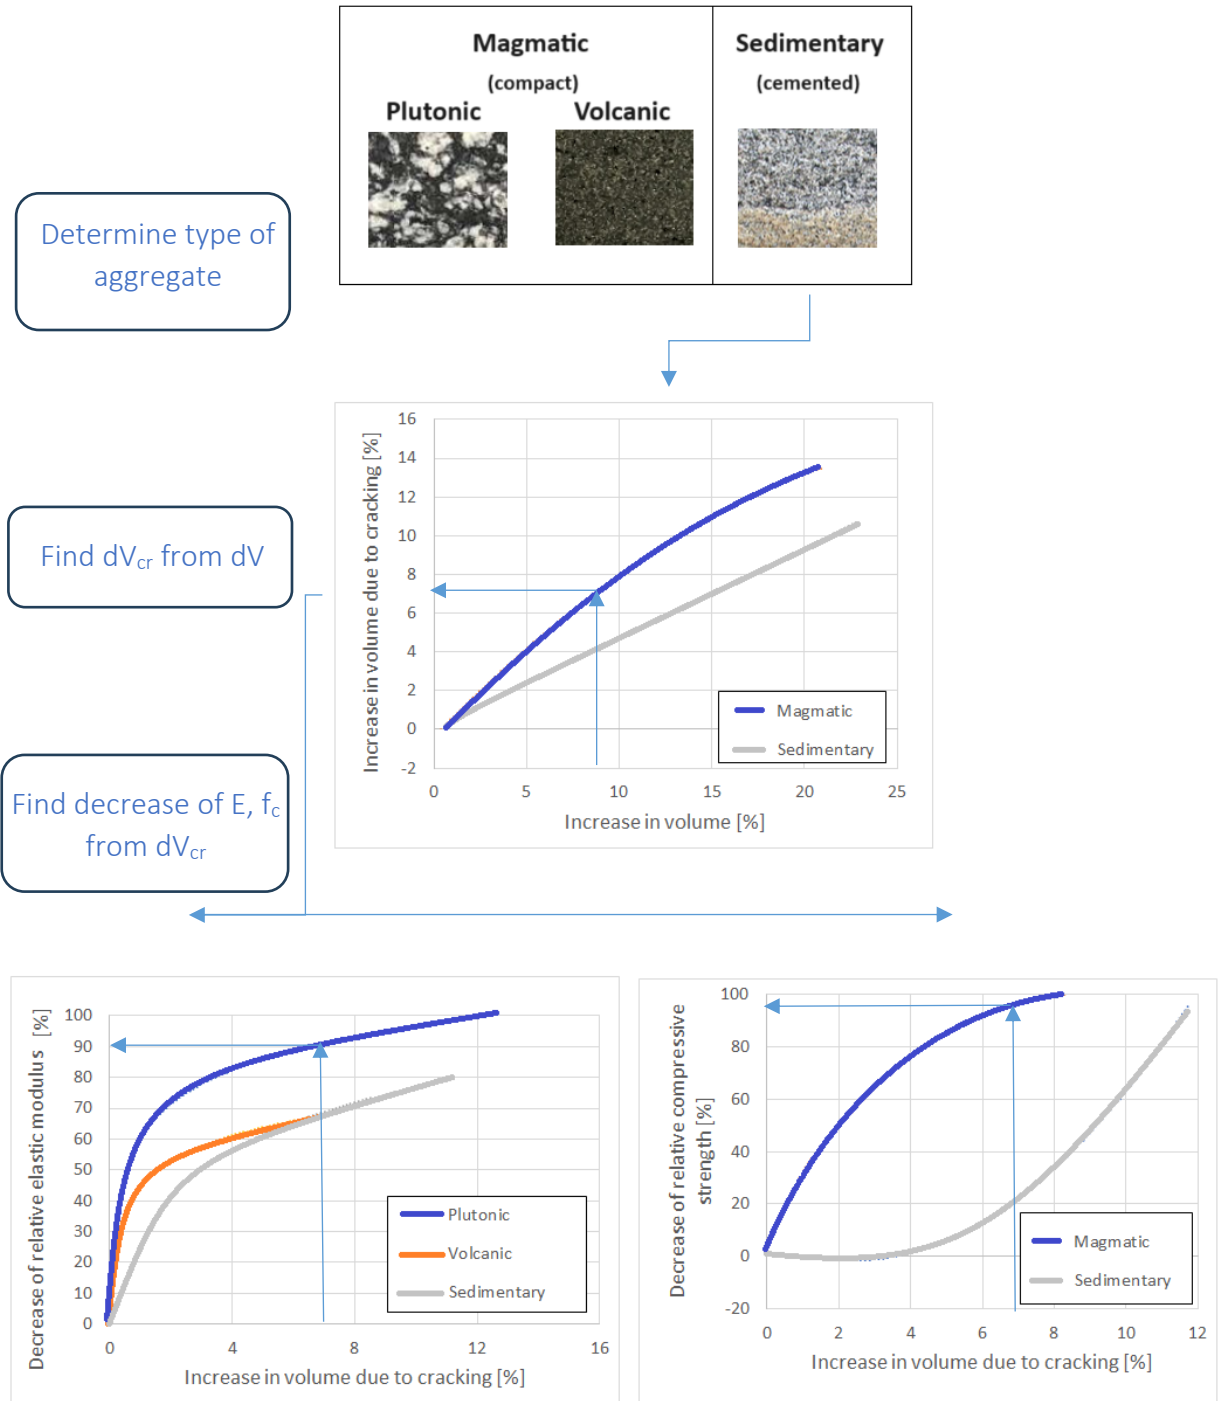 Magmatic
(compact)
Plutonic
Volcanic
Sedimentary
(cemented)
Determine type of
aggregate
Find dVcr from dV
Find decrease of E, fc
from dVcr
Increase in volume due to cracking [%]
16
14
12
10
8
6
4
2
0
-2
0
5
10
15
20
25
Increase in volume [%]
Magmatic
Sedimentary
Decrease of relative elastic modulus [%]
100
90
80
70
60
50
40
30
20
10
0
0
4
8
12
16
Increase in volume due to cracking [%]
Plutonic
Volcanic
Sedimentary
Decrease of relative compressive
strength [%]
100
80
60
40
20
0
-20
0
2
4
6
8
10
12
Increase in volume due to cracking [%]
Magmatic
Sedimentary